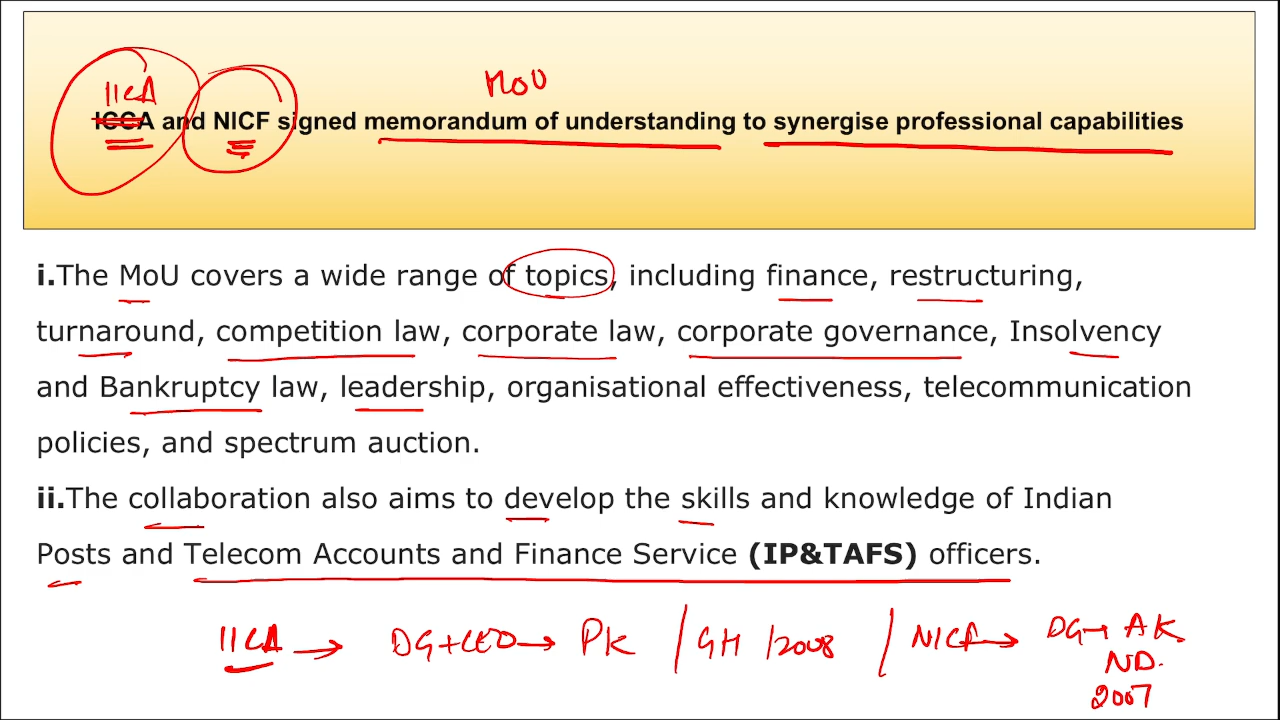 MoU
IICA
ICCA and NICF signed memorandum of understanding to synergise professional capabilities
i.The MoU covers a wide range of topics, including finance, restructuring,
turnaround, competition law, corporate law, corporate governance, Insolvency
and Bankruptcy law, leadership, organisational effectiveness, telecommunication
policies, and spectrum auction.
ii.The collaboration also aims to develop the skills and knowledge of Indian
Posts and Telecom Accounts and Finance Service (IP&TAFS) officers.
IICA → DG+CEO → PK / GH /2008 / NICF → DG → AK
ND.
2007